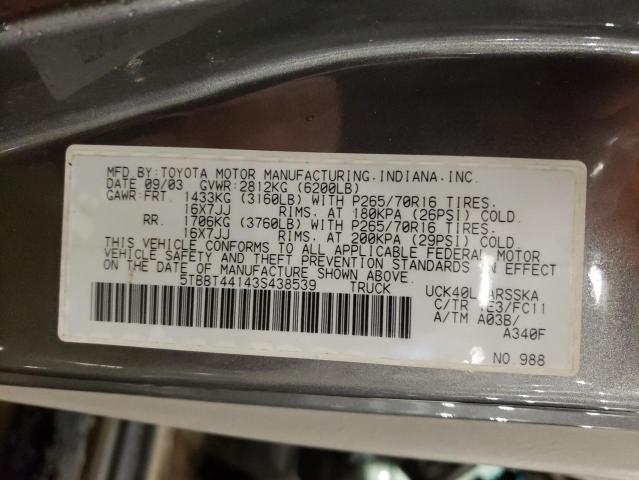 MFD.BY:TOYOTA MOTOR MANUFACTURING.INDIANA.INC.
DATE 09/03 GVWR:2812KG (6200LB)
GAWR:FRT. 1433KG (3160LB) WITH P265/70R16 TIRES.
16X7JJ RIMS. AT 180KPA (26PSI) COLD.
RR. 1706KG (3760LB) WITH P265/70R16 TIRES.
16X7JJ RIMS. AT 200KPA (29PSI) COLD.
THIS VEHICLE CONFORMS TO ALL APPLICABLE FEDERAL MOTOR
VEHICLE SAFETY AND THEFT PREVENTION STANDARDS IN EFFECT
ON THE DATE OF MANUFACTURE SHOWN ABOVE.
5TBBT44143S438539 TRUCK
C/TR 1E3/FC11
A/TM A03B/
A340F
NO 988